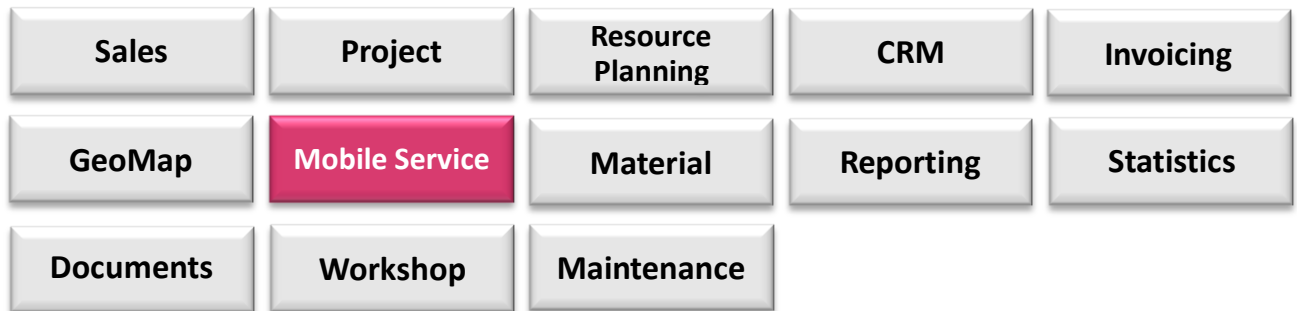 Sales
Project
Resource
Planning
CRM
Invoicing
GeoMap
Mobile Service
Material
Reporting
Statistics
Documents
Workshop
Maintenance